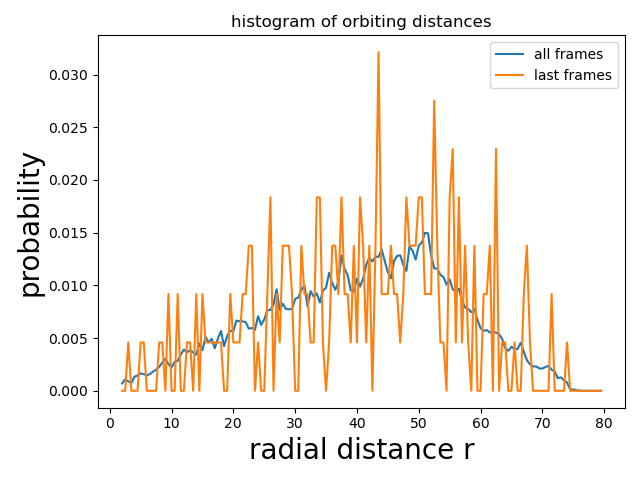 histogram of orbiting distances
all frames
last frames
probability
0.030
0.025
0.020
0.015
0.010
0.005
0.000
0 10 20 30 40 50 60 70 80
radial distance r